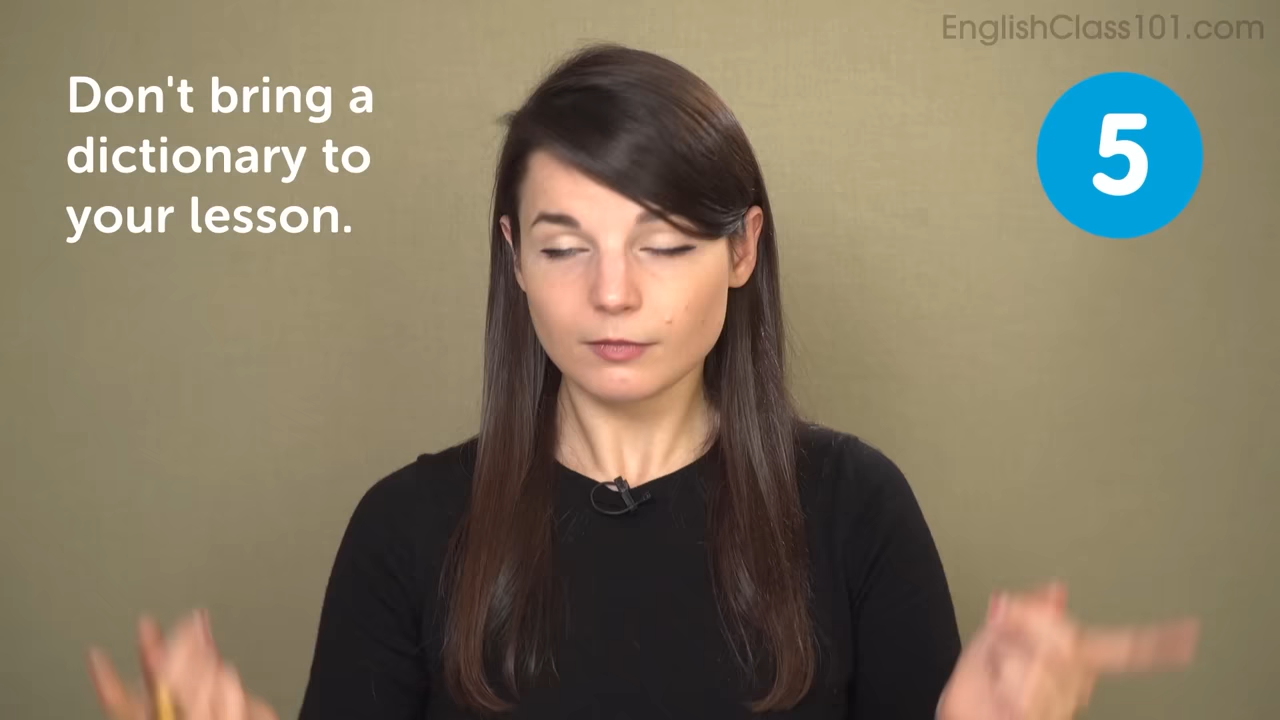 EnglishClass101.com
Don't bring a
dictionary to
your lesson.
5